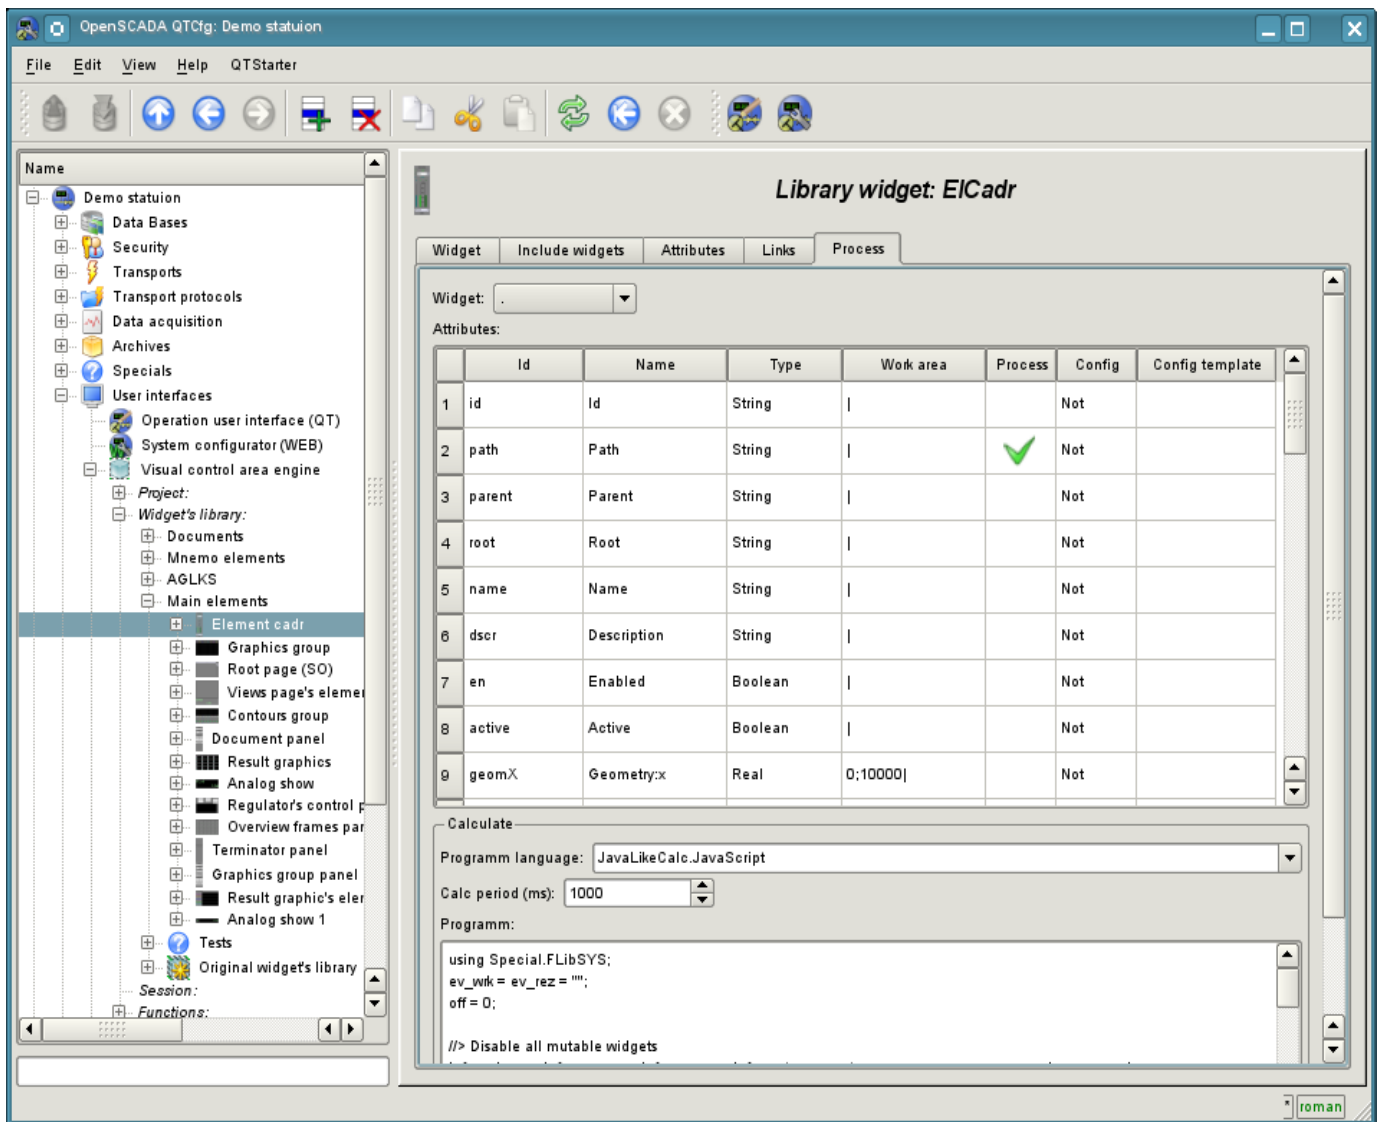 OpenSCADA QTCfg: Demo statuion
File Edit View Help QTStarter
Name
Demo statuion
Data Bases
Security
Transports
Transport protocols
Data acquisition
Archives
Specials
User interfaces
Operation user interface (QT)
System configurator (WEB)
Visual control area engine
Project:
Widget's library:
Documents
Mnemo elements
AGLKS
Main elements
Element cadr
Graphics group
Root page (SO)
Views page's elemer
Contours group
Document panel
Result graphics
Analog show
Regulator's control p
Overview frames par
Terminator panel
Graphics group panel
Result graphic's eler
Analog show 1
Tests
Original widget's library
Session:
Functions:
Library widget: ElCadr
Widget Include widgets Attributes Links Process
Widget: .
Attributes:
Id Name Type Work area Process Config Config template
1 id Id String | Not
2 path Path String | Not
3 parent Parent String | Not
4 root Root String | Not
5 name Name String | Not
6 dscr Description String | Not
7 en Enabled Boolean | Not
8 active Active Boolean | Not
9 geomX Geometry:x Real 0;10000| Not
Calculate
Programm language: JavaLikeCalc.JavaScript
Calc period (ms): 1000
Programm:
using Special.FLibSYS;
ev_wrk = ev_rez = "";
off = 0;
//> Disable all mutable widgets
* roman